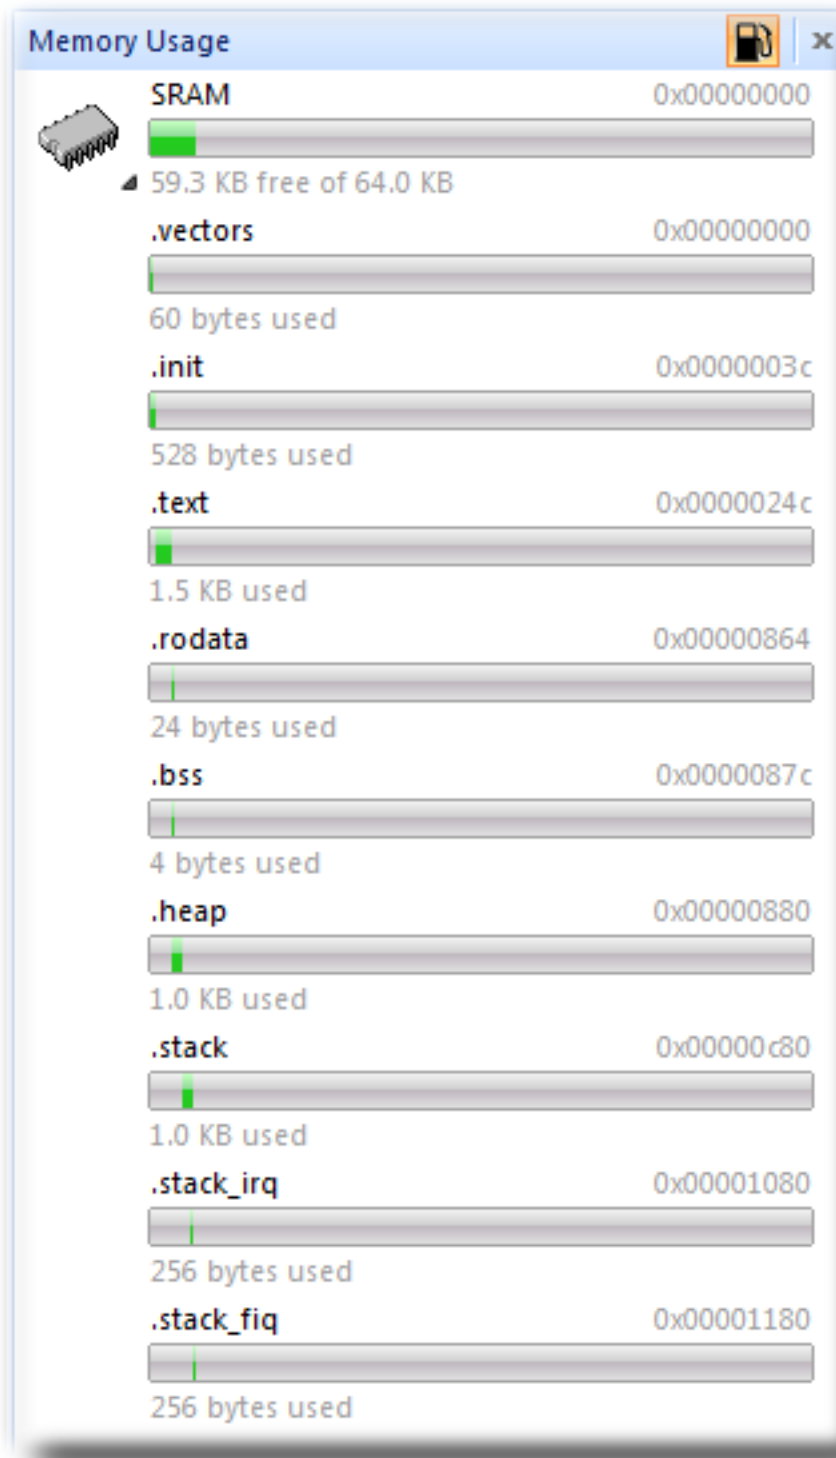 Memory Usage
SRAM 0x00000000
59.3 KB free of 64.0 KB
.vectors 0x00000000
60 bytes used
.init 0x0000003c
528 bytes used
.text 0x0000024c
1.5 KB used
.rodata 0x00000864
24 bytes used
.bss 0x0000087c
4 bytes used
.heap 0x00000880
1.0 KB used
.stack 0x00000c80
1.0 KB used
.stack_irq 0x00001080
256 bytes used
.stack_fiq 0x00001180
256 bytes used